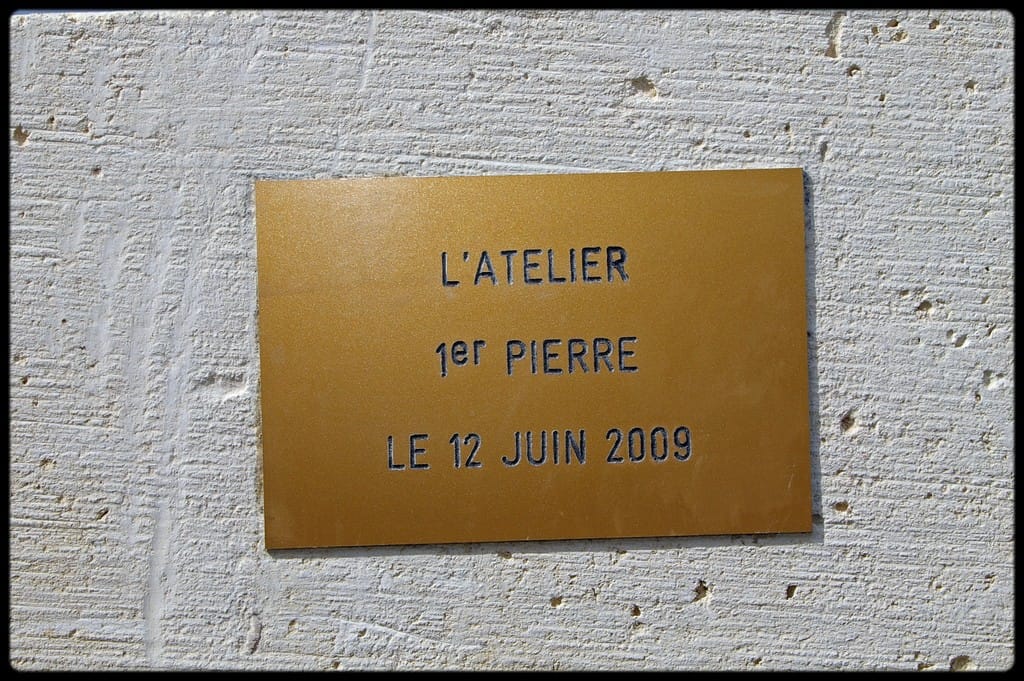 L'ATELIER
1er PIERRE
LE 12 JUIN 2009